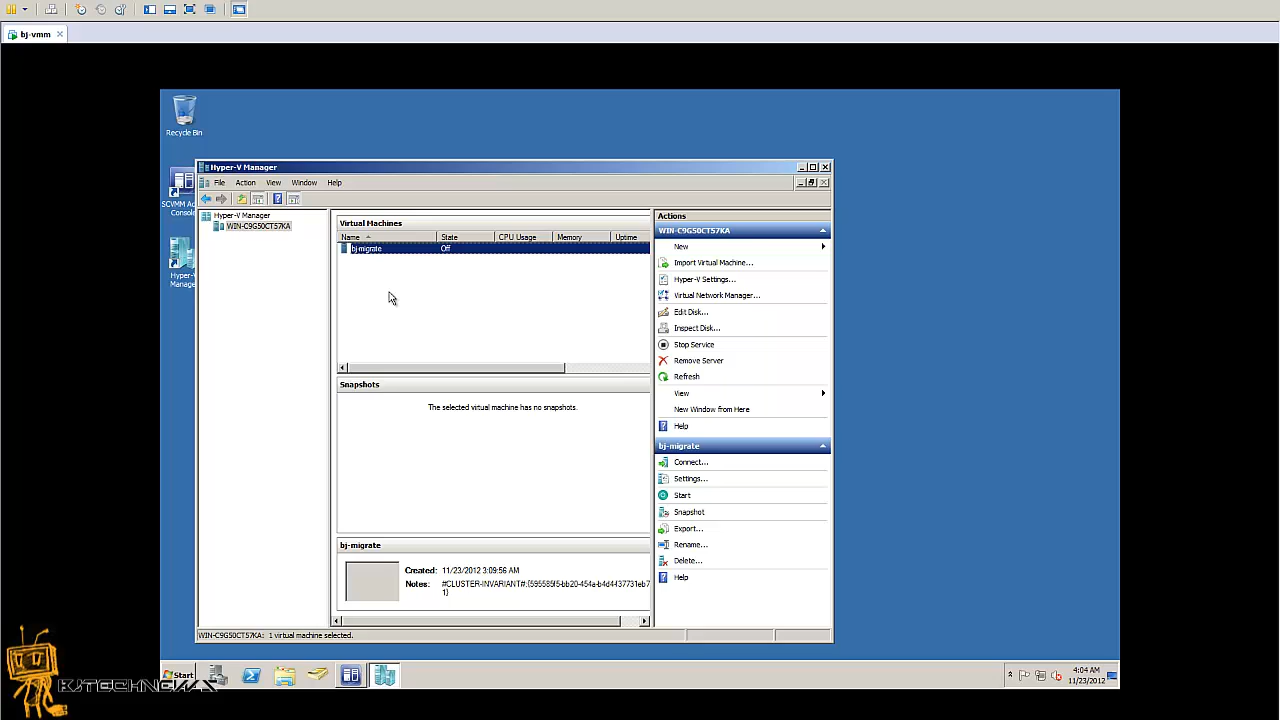 bj-vmm
Recycle Bin
SCVMM Ad
Console
Hyper-V
Manage
Hyper-V Manager
File Action View Window Help
Hyper-V Manager
WIN-C9G50CT57KA
Virtual Machines
Name State CPU Usage Memory Uptime
bj-migrate Off
Snapshots
The selected virtual machine has no snapshots.
bj-migrate
Created: 11/23/2012 3:09:56 AM
Notes:
Actions
WIN-C9G50CT57KA
New
Import Virtual Machine...
Hyper-V Settings...
Virtual Network Manager...
Edit Disk...
Inspect Disk...
Stop Service
Remove Server
Refresh
View
New Window from Here
Help
bj-migrate
Connect...
Settings...
Start
Snapshot
Export...
Rename...
Delete...
Help
WIN-C9G50CT57KA: 1 virtual machine selected.
Start
4:04 AM
11/23/2012
BJTECHNEWS